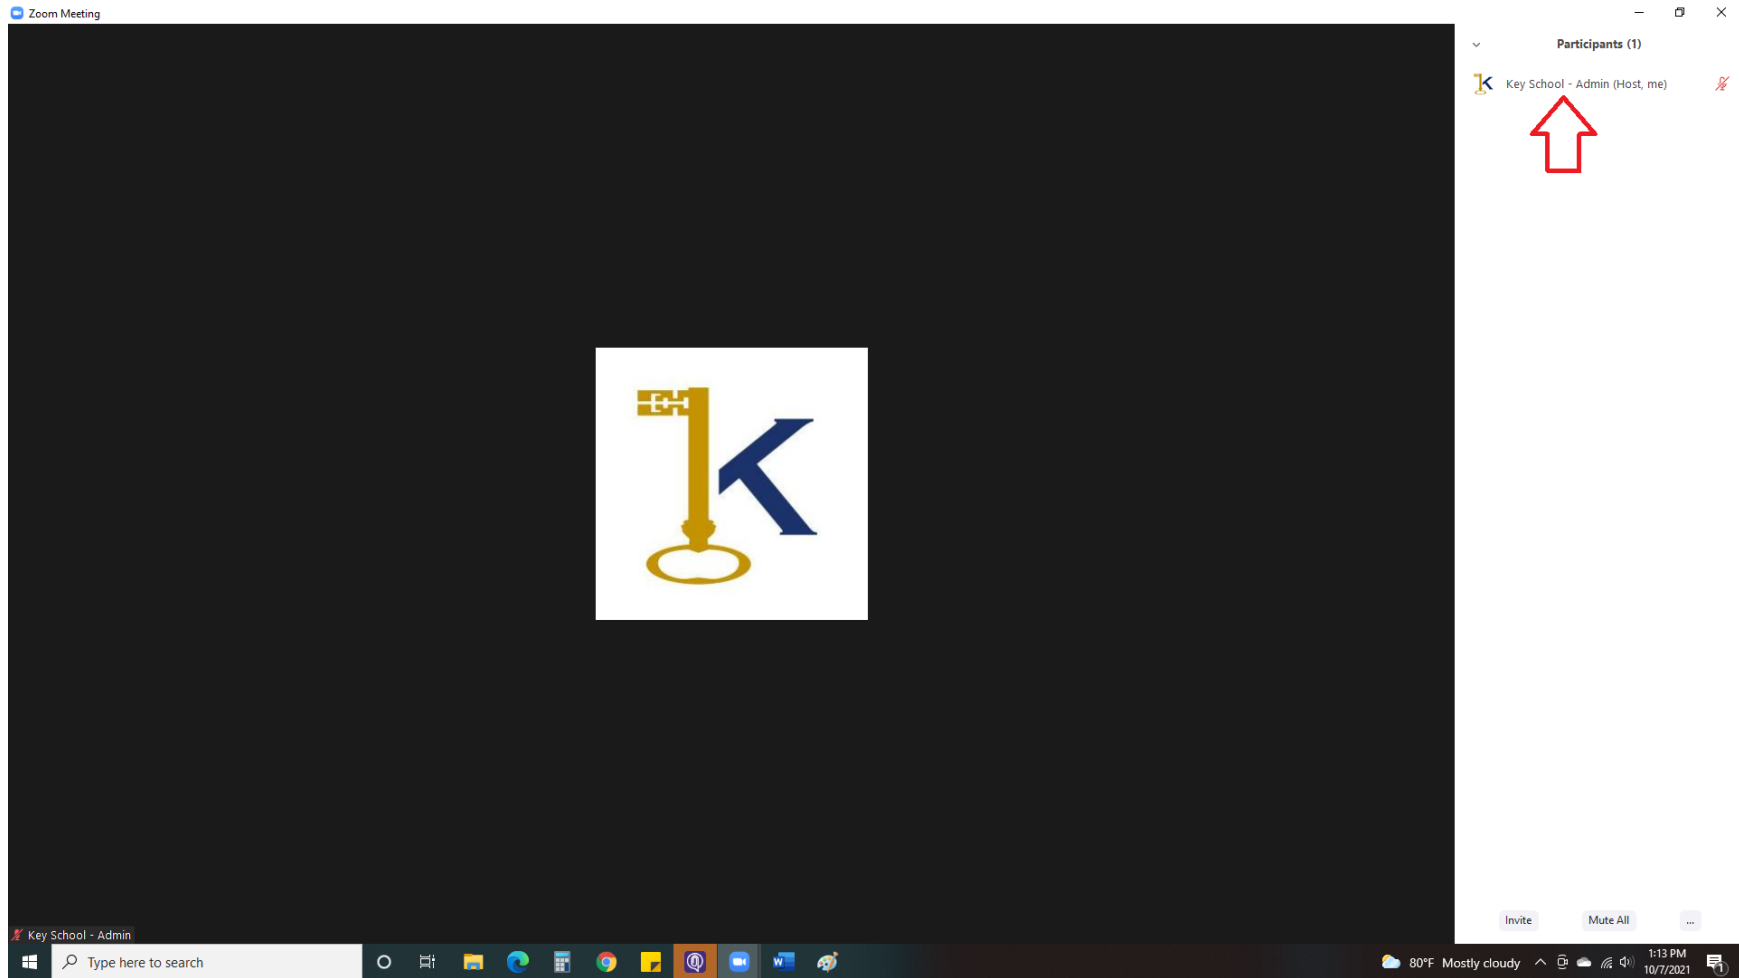 Zoom Meeting
Participants (1)
Key School - Admin (Host, me)
K
Invite
Mute All
...
Key School - Admin
Type here to search
80°F Mostly cloudy
1:13 PM
10/7/2021
1